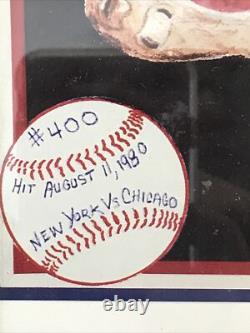 #400
HIT AUGUST 11, 1980
NEW YORK VS CHICAGO
ebay